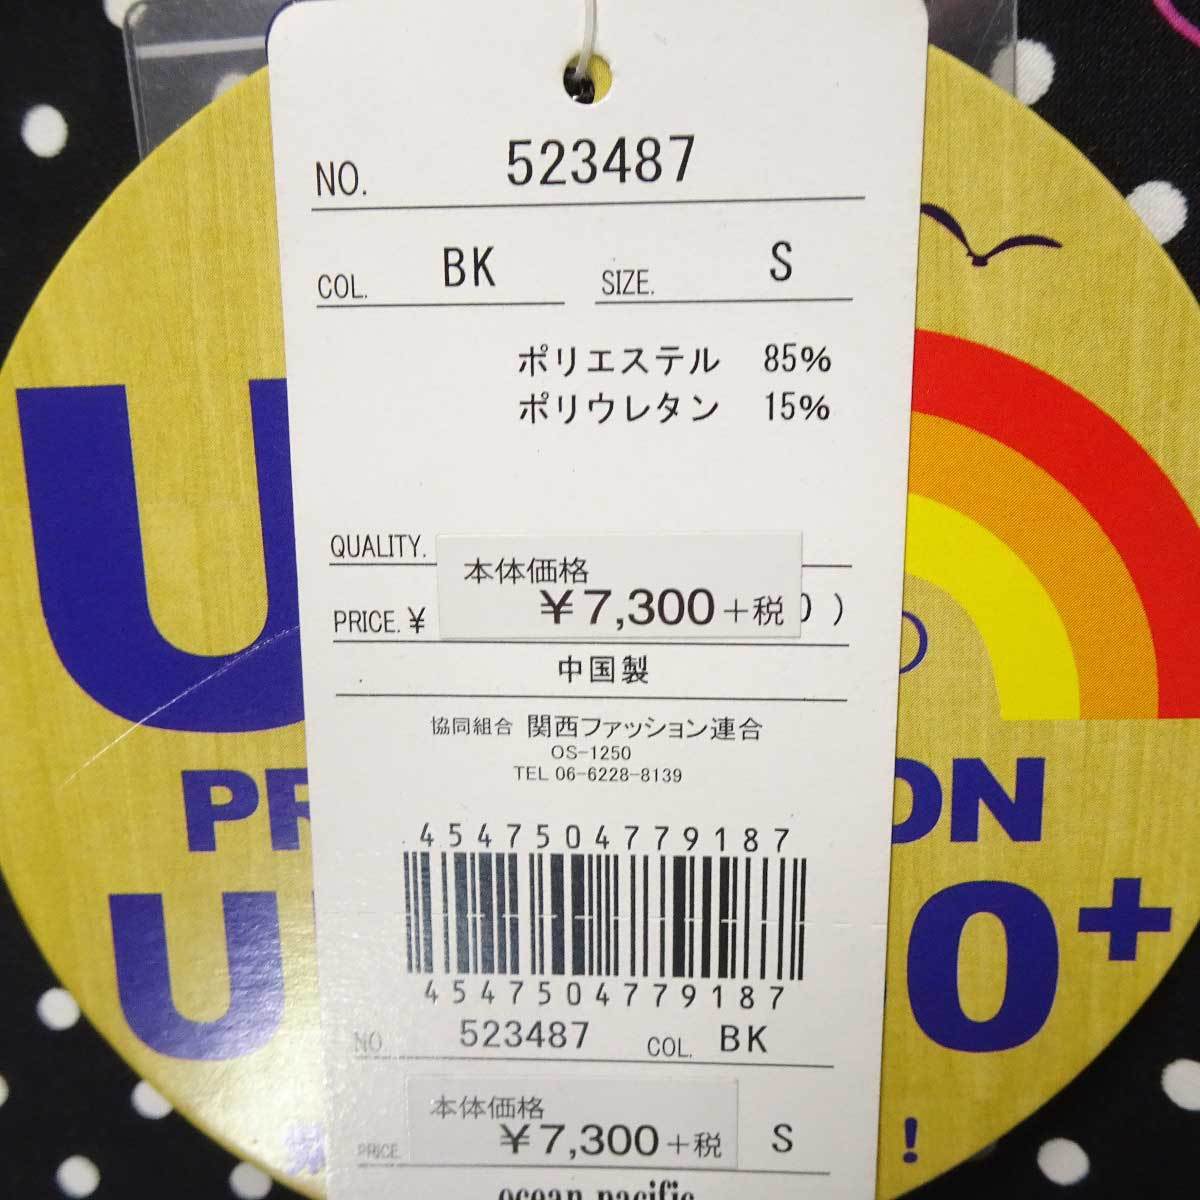 NO. 523487
COL. BK SIZE. S
ポリエステル 85%
ポリウレタン 15%
QUALITY.
本体価格
PRICE. ¥ ¥7,300+税 )
中国製
協同組合 関西ファッション連合
OS-1250
TEL 06-6228-8139
4547504779187
4547504779187
NO. 523487 COL. BK
本体価格
PRICE ¥7,300+税 S
ocean pacific
U
PR ON
U 0+
!